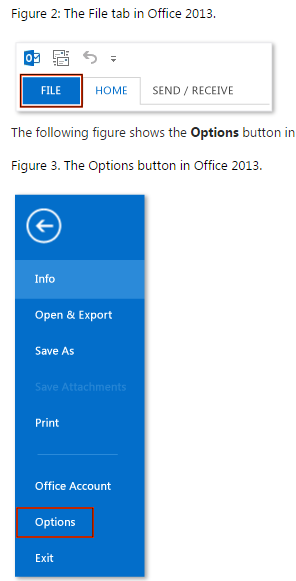 Figure 2: The File tab in Office 2013.
FILE HOME SEND / RECEIVE
The following figure shows the Options button in
Figure 3. The Options button in Office 2013.
Info
Open & Export
Save As
Save Attachments
Print
Office Account
Options
Exit